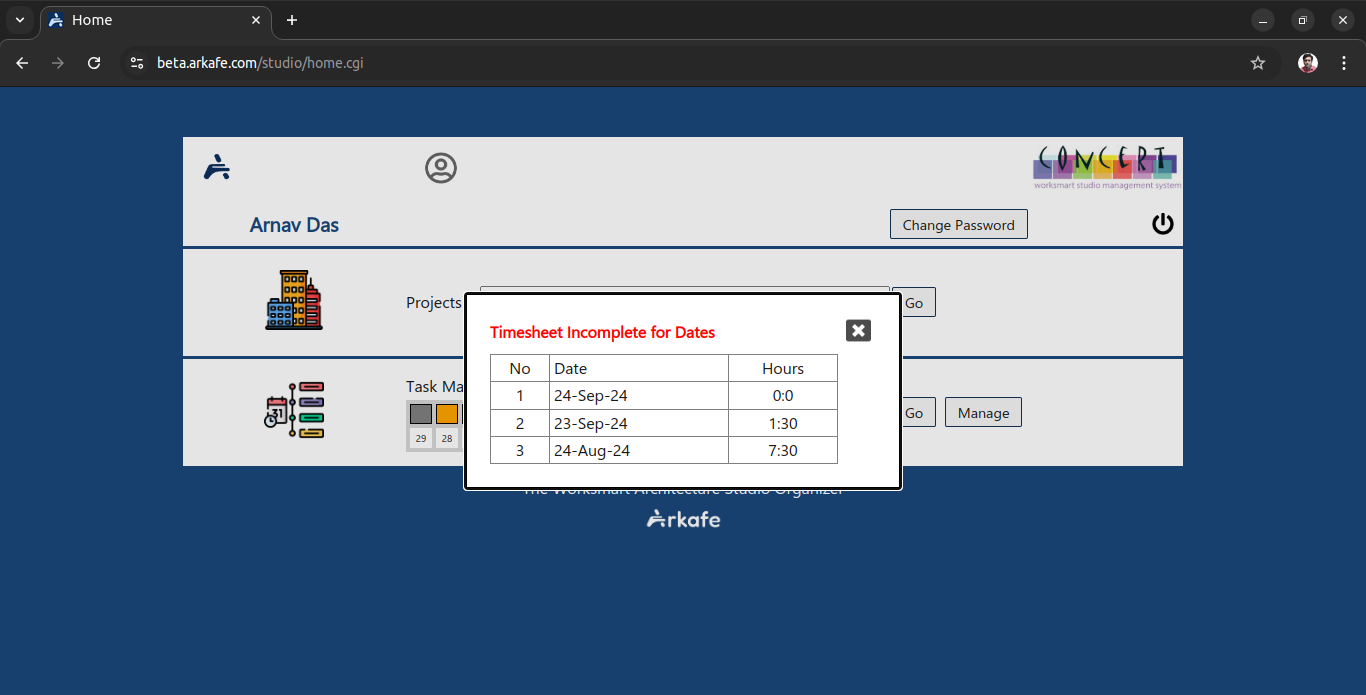 Home
beta.arkafe.com/studio/home.cgi
CONCERT
worksmart studio management system
Arnav Das
Change Password
Projects
Go
Timesheet Incomplete for Dates
No Date Hours
1 24-Sep-24 0:0
2 23-Sep-24 1:30
3 24-Aug-24 7:30
Task Ma
31
29 28
Go Manage
The Worksmart Architecture Studio Organizer
Arkafe